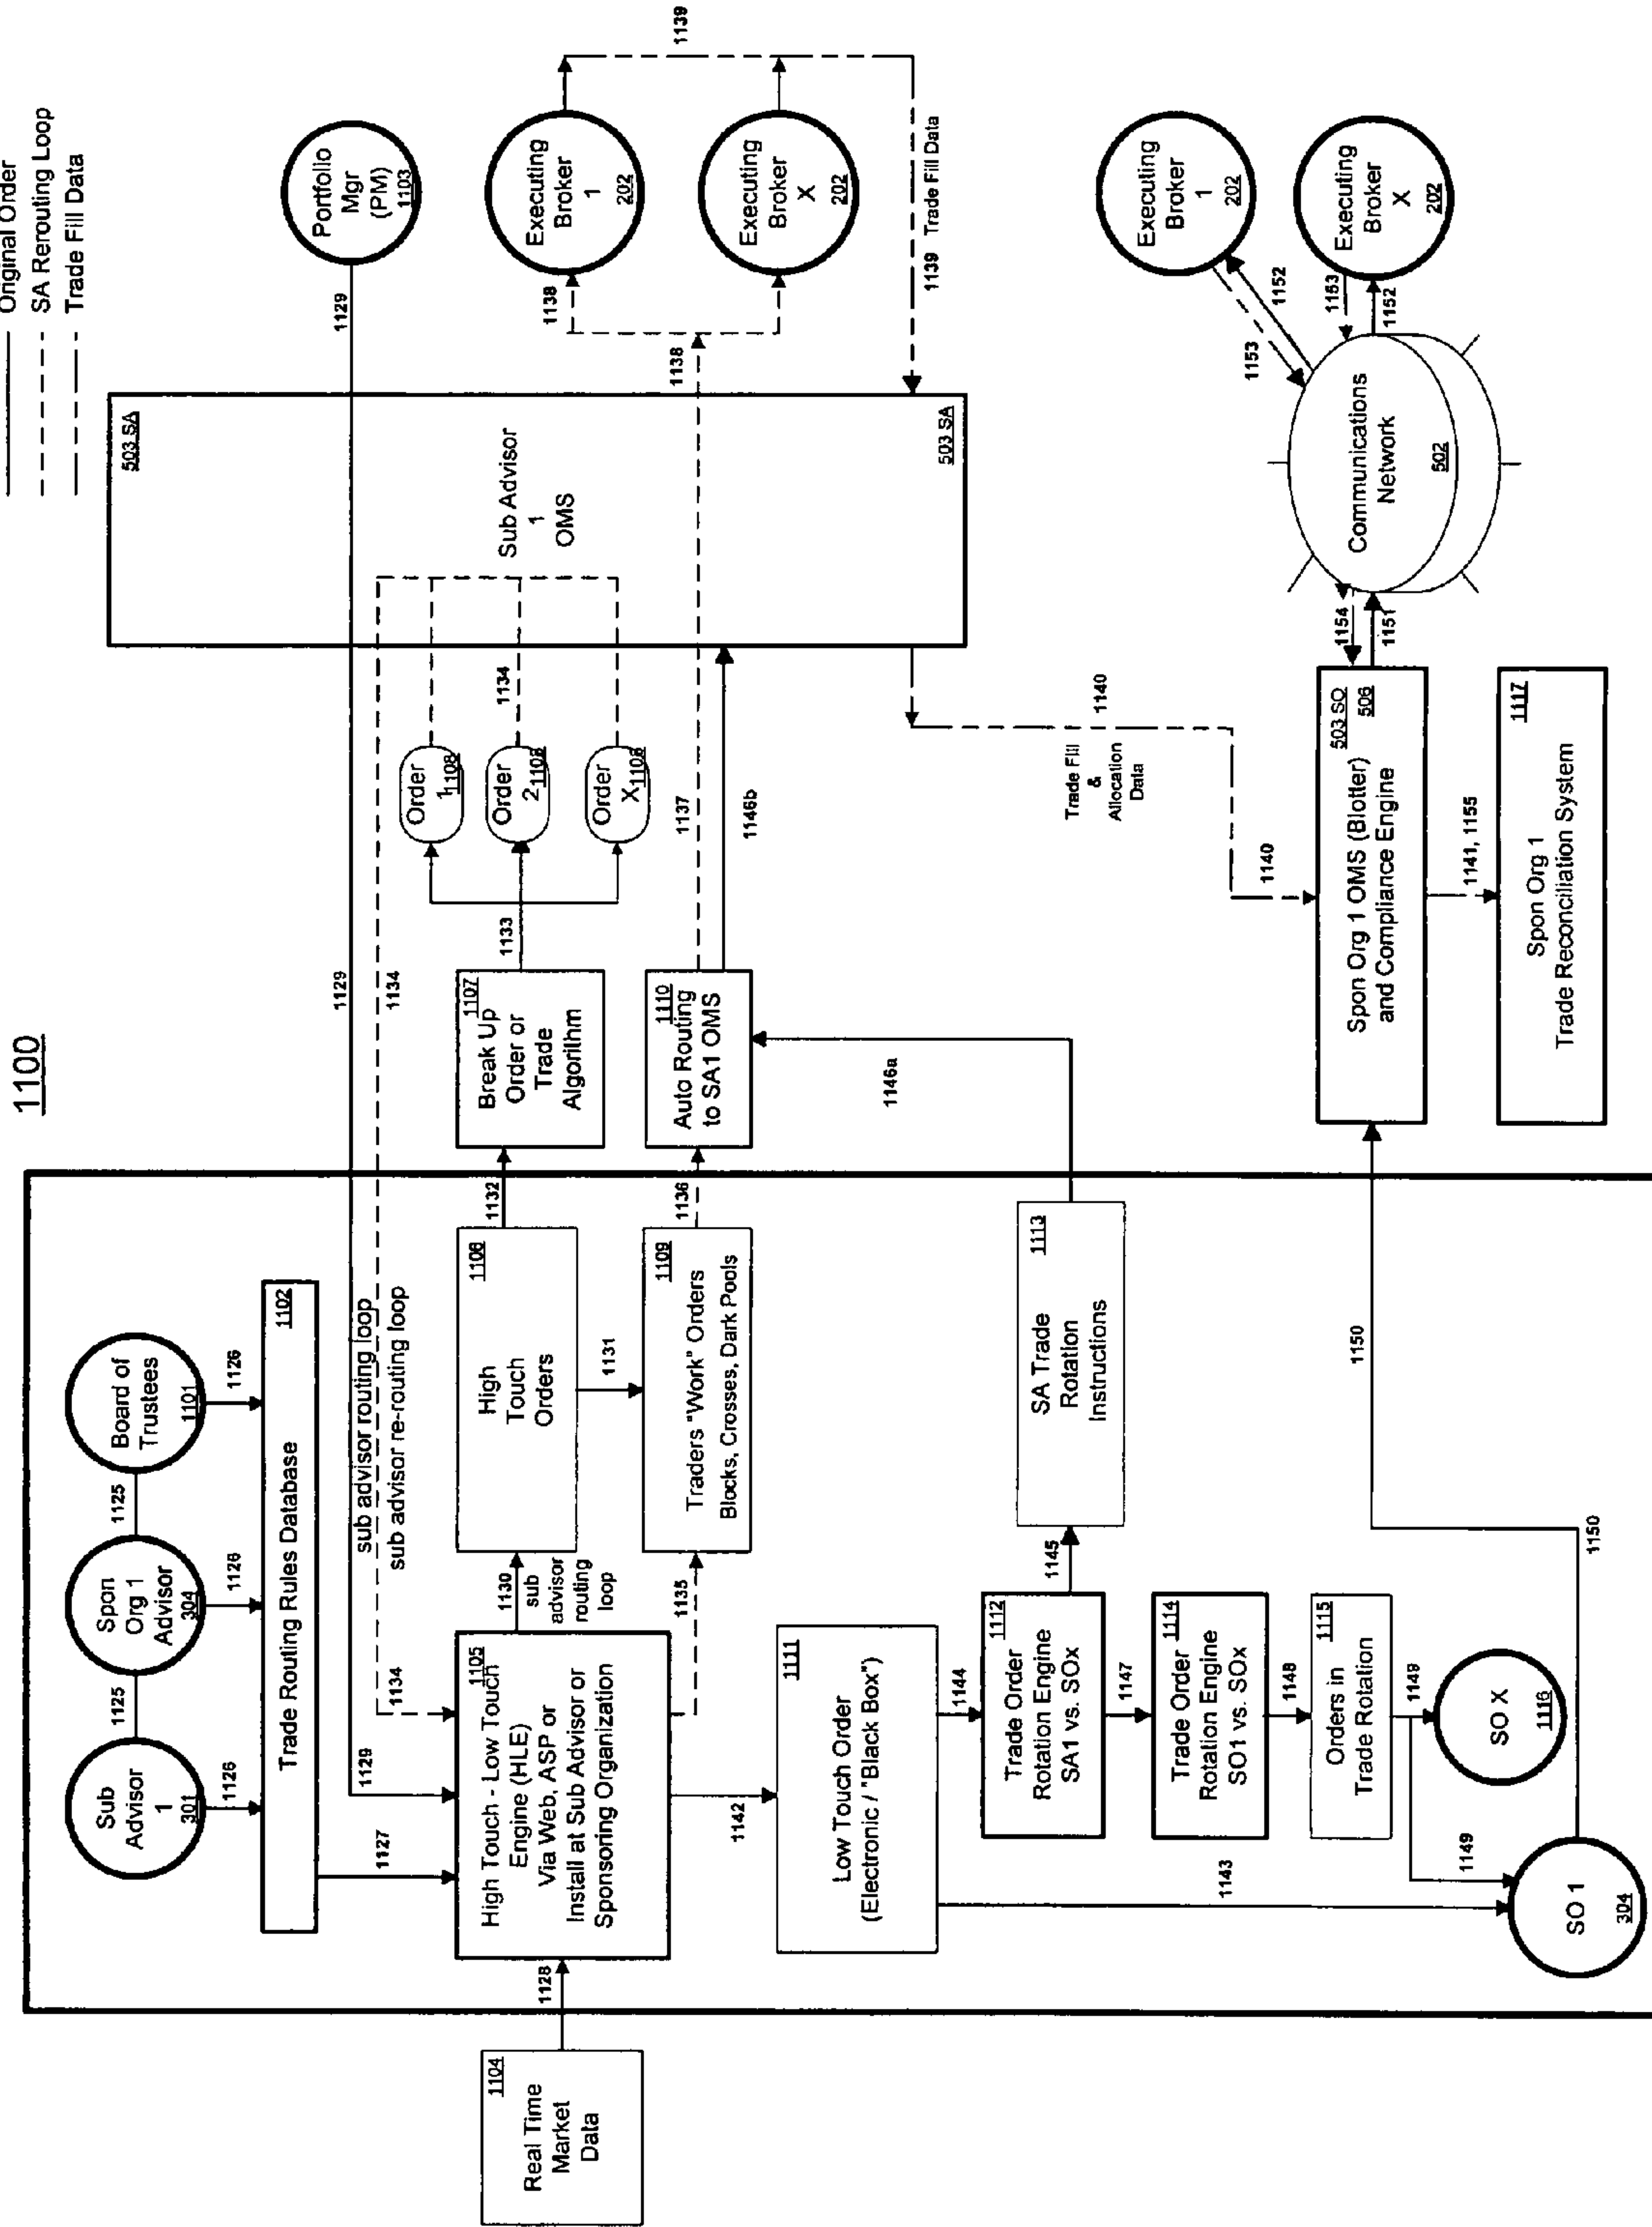 1100
Original Order
SA Rerouting Loop
Trade Fill Data
Real Time
Market
Data
1104
1128
Sub
Advisor
1
301
1125
Spon
Org 1
Advisor
304
1125
Board of
Trustees
1101
1126
1126
1126
Trade Routing Rules Database
1102
1127
1129
1134
sub advisor routing loop
sub advisor re-routing loop
1129
1134
1129
Portfolio
Mgr
(PM)
1103
High Touch - Low Touch
Engine (HLE)
Via Web, ASP or
Install at Sub Advisor or
Sponsoring Organization
1105
1130
sub
advisor
routing
loop
1135
High
Touch
Orders
1106
1131
1132
Traders "Work" Orders
Blocks, Crosses, Dark Pools
1109
1136
Break Up
Order or
Trade
Algorithm
1107
1133
Auto Routing
to SA1 OMS
1110
1137
1146b
1146a
Order
1
1108
Order
2
1108
Order
X
1108
1134
503 SA
Sub Advisor
1
OMS
503 SA
1138
1138
Executing
Broker
1
202
Executing
Broker
X
202
1139
1139 Trade Fill Data
1142
Low Touch Order
(Electronic / "Black Box")
1111
1143
1144
Trade Order
Rotation Engine
SA1 vs. SOx
1112
1145
SA Trade
Rotation
Instructions
1113
1147
Trade Order
Rotation Engine
SO1 vs. SOx
1114
1148
Orders in
Trade Rotation
1115
1149
1149
SO X
1116
SO 1
304
1150
1150
1140
Trade Fill
&
Allocation
Data
1140
Spon Org 1 OMS (Blotter)
and Compliance Engine
503 SO
506
1141, 1155
Spon Org 1
Trade Reconciliation System
1117
1154
1151
Communications
Network
502
1153
1152
1153
1152
Executing
Broker
1
202
Executing
Broker
X
202